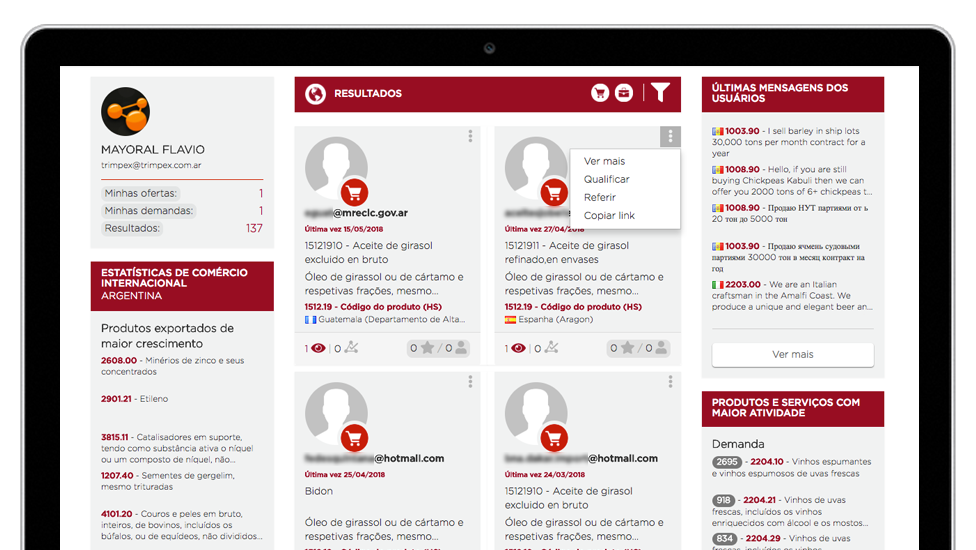 MAYORAL FLAVIO
trimpex@trimpex.com.ar
Minhas ofertas: 1
Minhas demandas: 1
Resultados: 137
ESTATÍSTICAS DE COMÉRCIO
INTERNACIONAL
ARGENTINA
Produtos exportados de
maior crescimento
2608.00 - Minérios de zinco e seus
concentrados
2901.21 - Etileno
3815.11 - Catalisadores em suporte,
tendo como substância ativa o níquel
ou um composto de níquel, não...
1207.40 - Sementes de gergelim,
mesmo trituradas
4101.20 - Couros e peles em bruto,
inteiros, de bovinos, incluídos os
búfalos, ou de equídeos, não divididos...
RESULTADOS
@mrecic.gov.ar
Última vez 15/05/2018
15121910 - Aceite de girasol
excluido en bruto
Óleo de girassol ou de cártamo e
respetivas frações, mesmo...
1512.19 - Código do produto (HS)
Guatemala (Departamento de Alta...
1 | 0
0 / 0
Ver mais
Qualificar
Referir
Copiar link
Última vez 27/04/
15121911 - Aceite de girasol
refinado,en envases
Óleo de girassol ou de cártamo e
respetivas frações, mesmo...
1512.19 - Código do produto (HS)
Espanha (Aragon)
1 | 0
0 / 0
@hotmail.com
Última vez 25/04/2018
Bidon
Óleo de girassol ou de cártamo e
respetivas frações, mesmo...
@hotmail.com
Última vez 24/03/2018
15121910 - Aceite de girasol
excluido en bruto
Óleo de girassol ou de cártamo e
respetivas frações, mesmo...
ÚLTIMAS MENSAGENS DOS
USUÁRIOS
1003.90 - I sell barley in ship lots
30,000 tons per month contract for a
year
1008.90 - Hello, if you are still
buying Chickpeas Kabuli then we can
offer you 2000 tons of 6+ chickpeas t...
1008.90 - Продаю НУТ партиями от ь
20 тон до 5000 тон
1003.90 - Продаю ячмень судовыми
партиями 30000 тон в месяц контракт на
год
2203.00 - We are an Italian
craftsman in the Amalfi Coast. We
produce a unique and elegant beer an...
Ver mais
PRODUTOS E SERVIÇOS COM
MAIOR ATIVIDADE
Demanda
2695 - 2204.10 - Vinhos espumantes
e vinhos espumosos de uvas frescas
918 - 2204.21 - Vinhos de uvas
frescas, incluídos os vinhos
enriquecidos com álcool e os mostos...
834 - 2204.29 - Vinhos de uvas